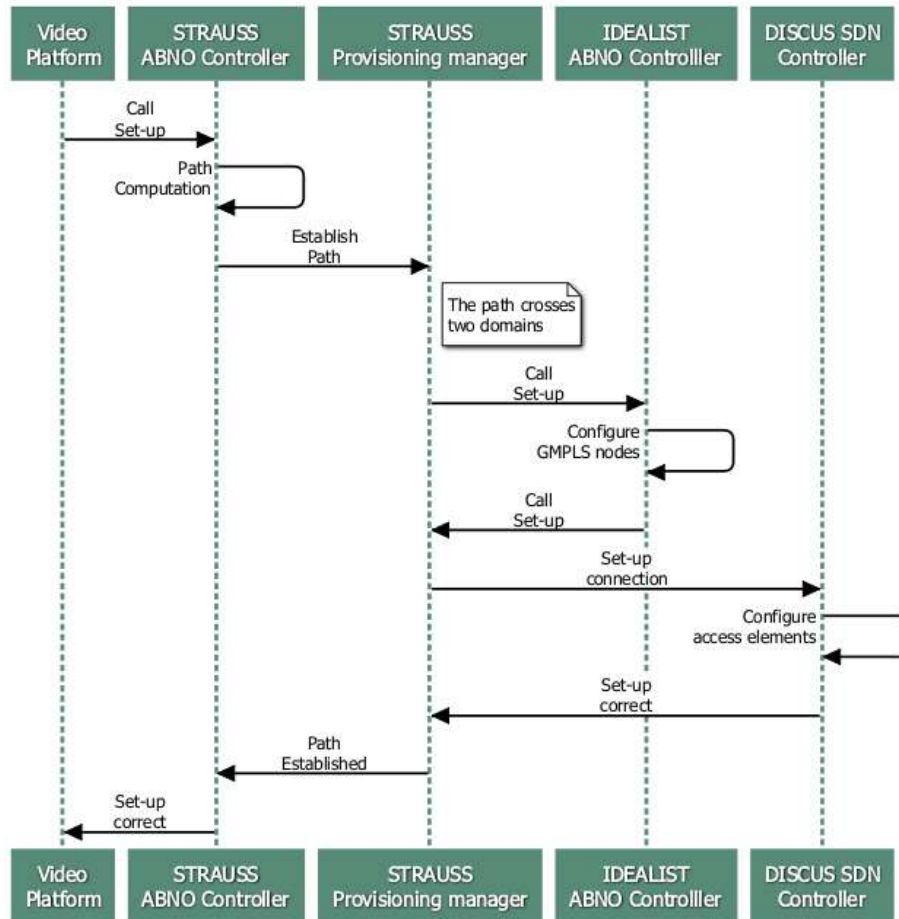 Video
Platform
STRAUSS
ABNO Controller
STRAUSS
Provisioning manager
IDEALIST
ABNO Controlller
DISCUS SDN
Controller
Call
Set-up
Path
Computation
Establish
Path
The path crosses
two domains
Call
Set-up
Configure
GMPLS nodes
Call
Set-up
Set-up
connection
Configure
access elements
Set-up
correct
Path
Established
Set-up
correct
Video
Platform
STRAUSS
ABNO Controller
STRAUSS
Provisioning manager
IDEALIST
ABNO Controlller
DISCUS SDN
Controller